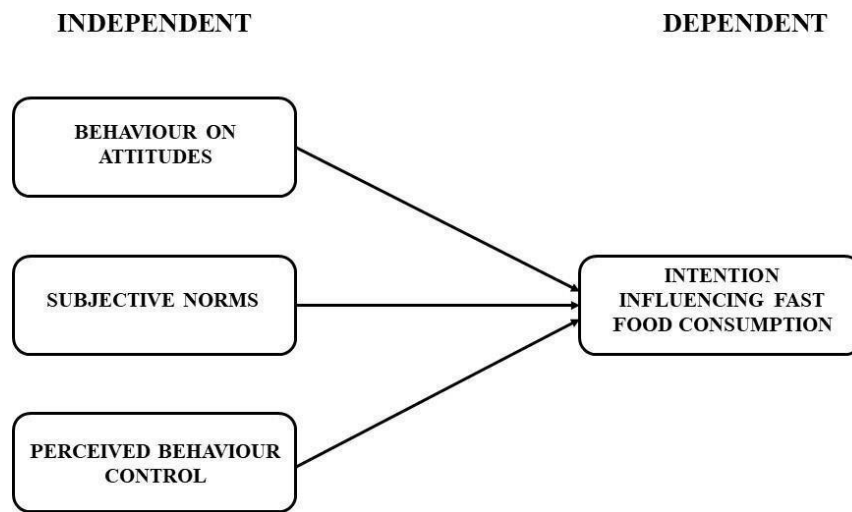 INDEPENDENT
DEPENDENT
BEHAVIOUR ON
ATTITUDES
SUBJECTIVE NORMS
INTENTION
INFLUENCING FAST
FOOD CONSUMPTION
PERCEIVED BEHAVIOUR
CONTROL